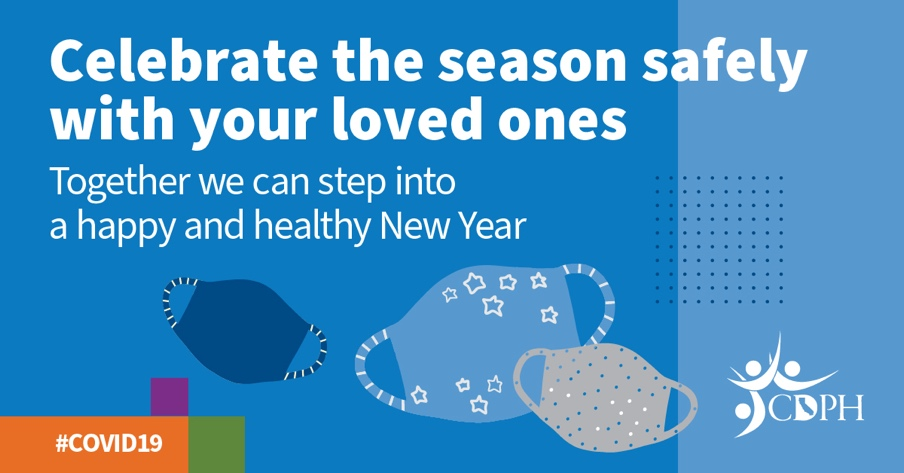 Celebrate the season safely
with your loved ones
Together we can step into
a happy and healthy New Year
#COVID19
CDPH